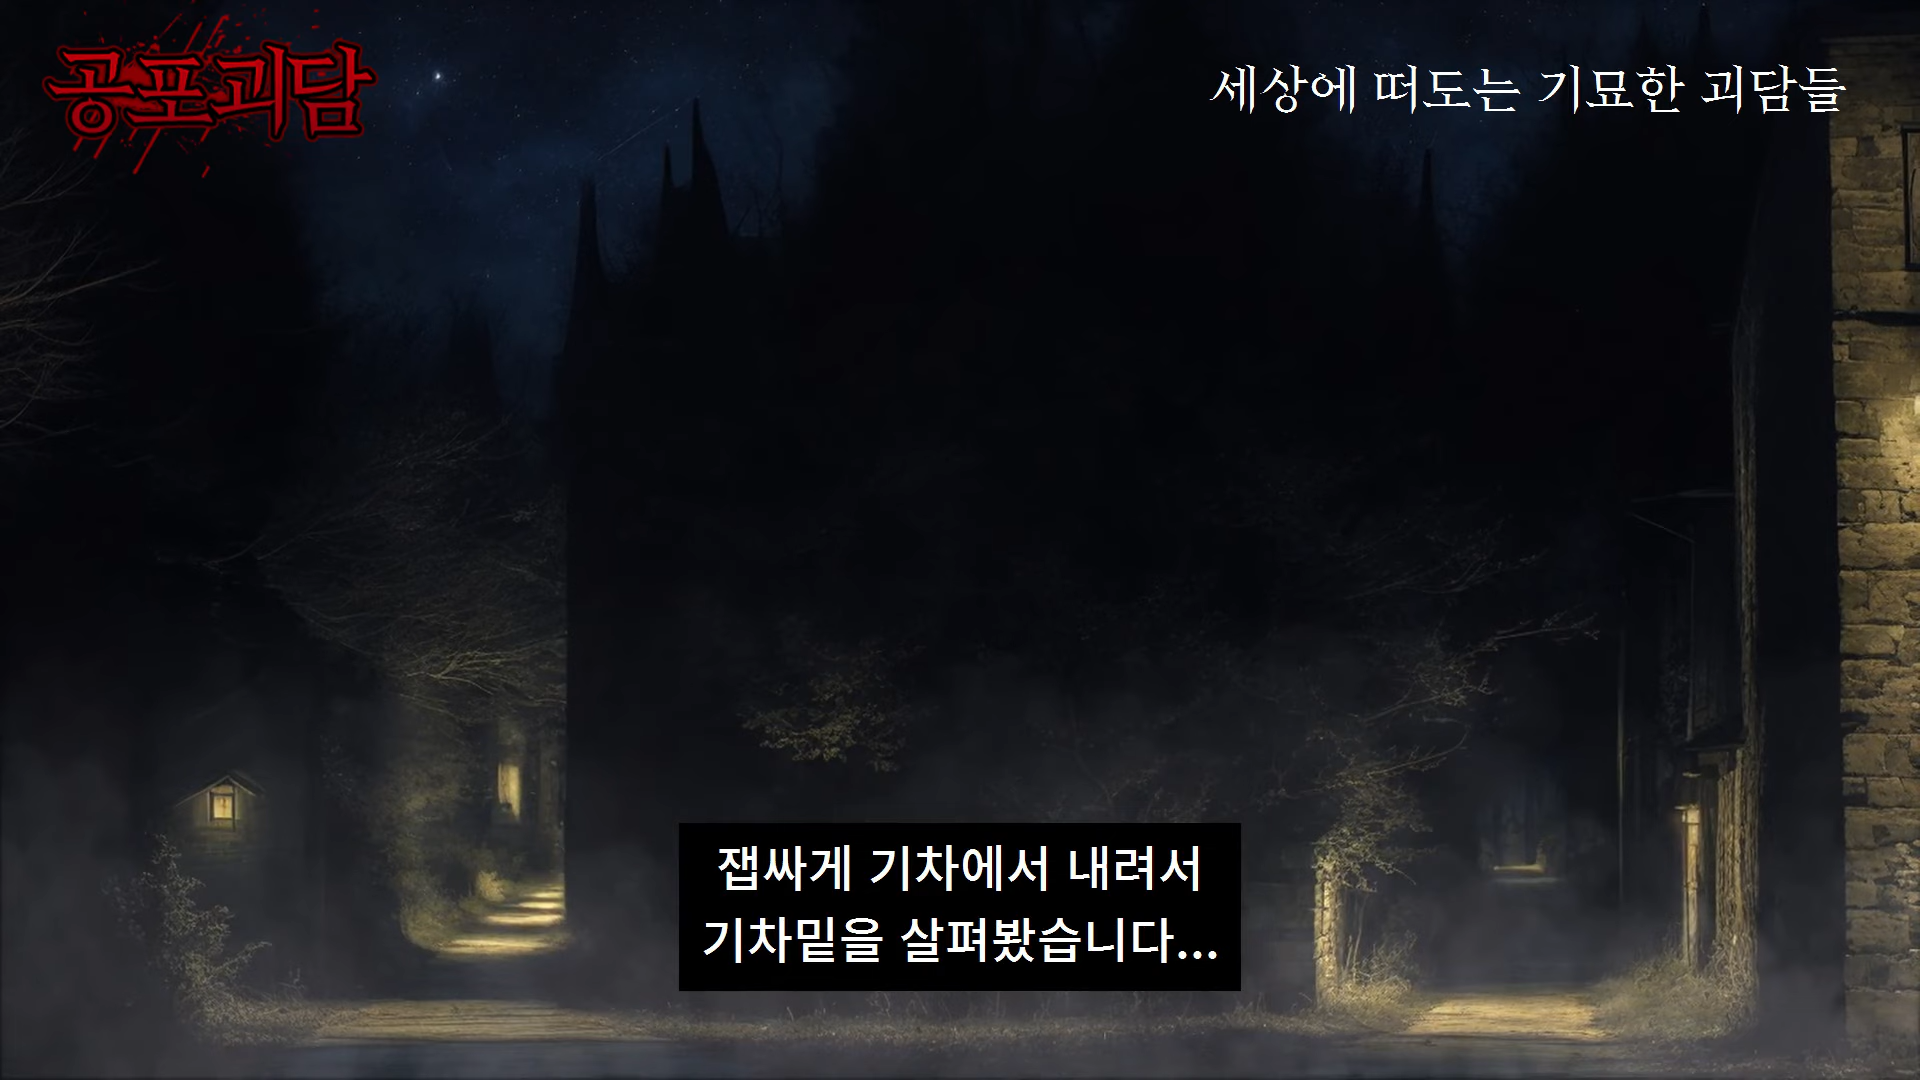 공포괴담
세상에 떠도는 기묘한 괴담들
잽싸게 기차에서 내려서
기차밑을 살펴봤습니다...